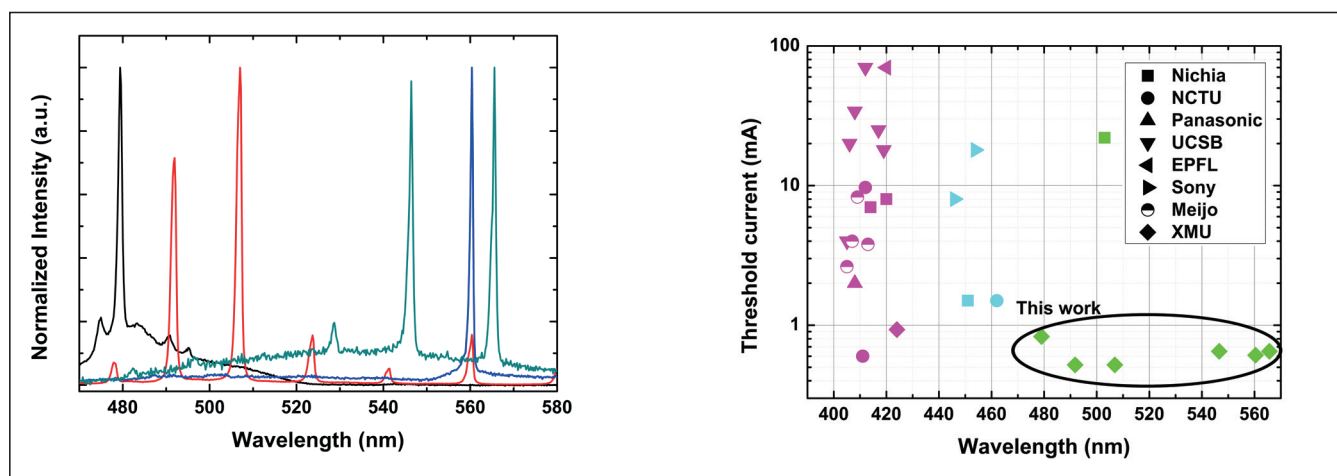 Normalized Intensity (a.u.)
480 500 520 540 560 580
Wavelength (nm)
Threshold current (mA)
100
10
1
Nichia
NCTU
Panasonic
UCSB
EPFL
Sony
Meijo
XMU
This work
400 420 440 460 480 500 520 540 560
Wavelength (nm)